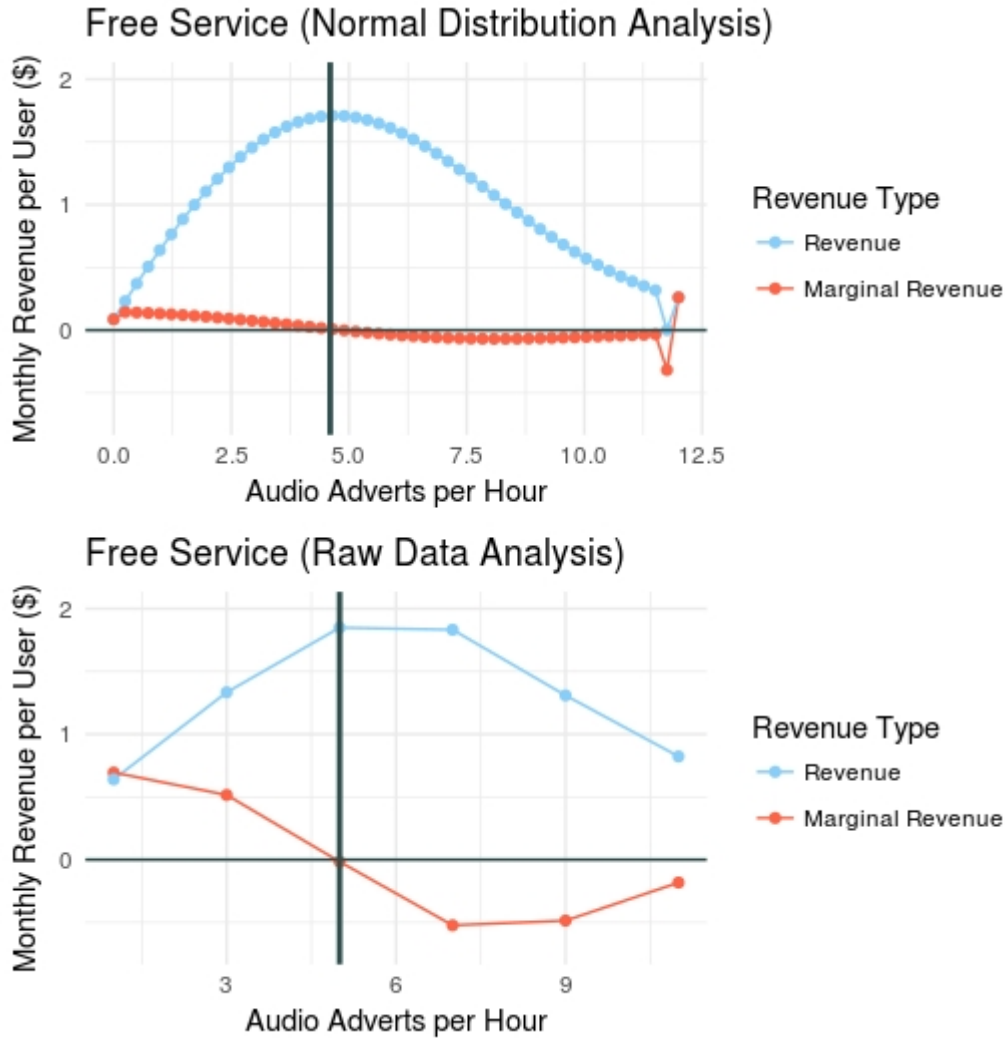 Free Service (Normal Distribution Analysis)
Monthly Revenue per User ($)
2
1
0
0.0 2.5 5.0 7.5 10.0 12.5
Audio Adverts per Hour
Revenue Type
Revenue
Marginal Revenue
Free Service (Raw Data Analysis)
Monthly Revenue per User ($)
2
1
0
3 6 9
Audio Adverts per Hour
Revenue Type
Revenue
Marginal Revenue